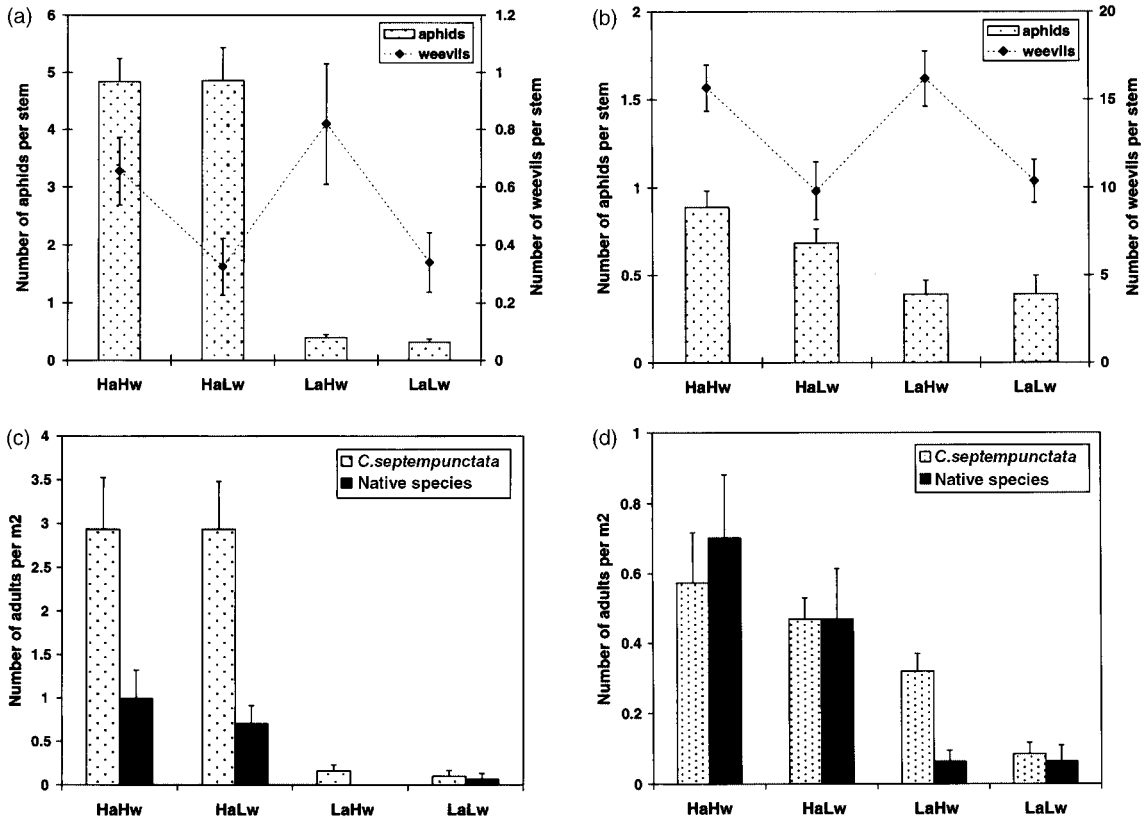 (a)
Number of aphids per stem
6
5
4
3
2
1
0
aphids
weevils
1.2
1
0.8
0.6
0.4
0.2
0
Number of weevils per stem
HaHw HaLw LaHw LaLw
(b)
Number of aphids per stem
2
1.5
1
0.5
0
aphids
weevils
20
15
10
5
0
Number of weevils per stem
HaHw HaLw LaHw LaLw
(c)
Number of adults per m2
4
3.5
3
2.5
2
1.5
1
0.5
0
C.septempunctata
Native species
HaHw HaLw LaHw LaLw
(d)
Number of adults per m2
1
0.8
0.6
0.4
0.2
0
C.septempunctata
Native species
HaHw HaLw LaHw LaLw